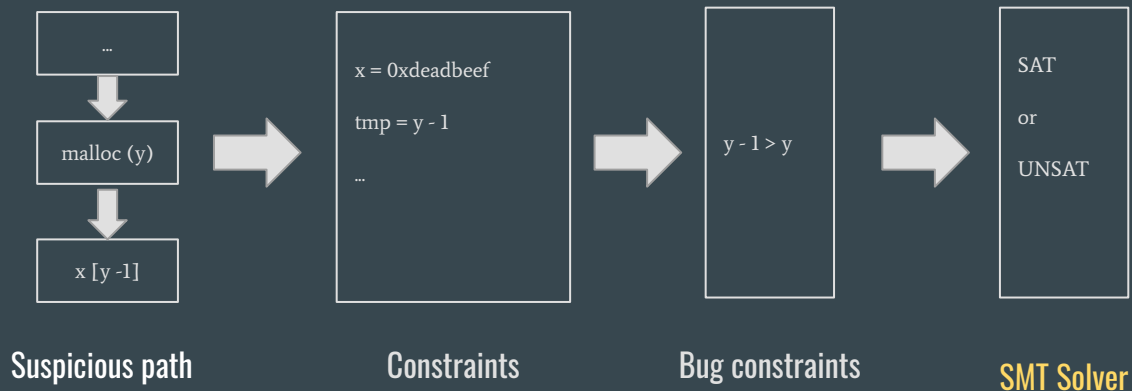 ...
malloc (y)
x [y -1]
x = 0xdeadbeef
tmp = y - 1
...
y - 1 > y
SAT
or
UNSAT
Suspicious path
Constraints
Bug constraints
SMT Solver